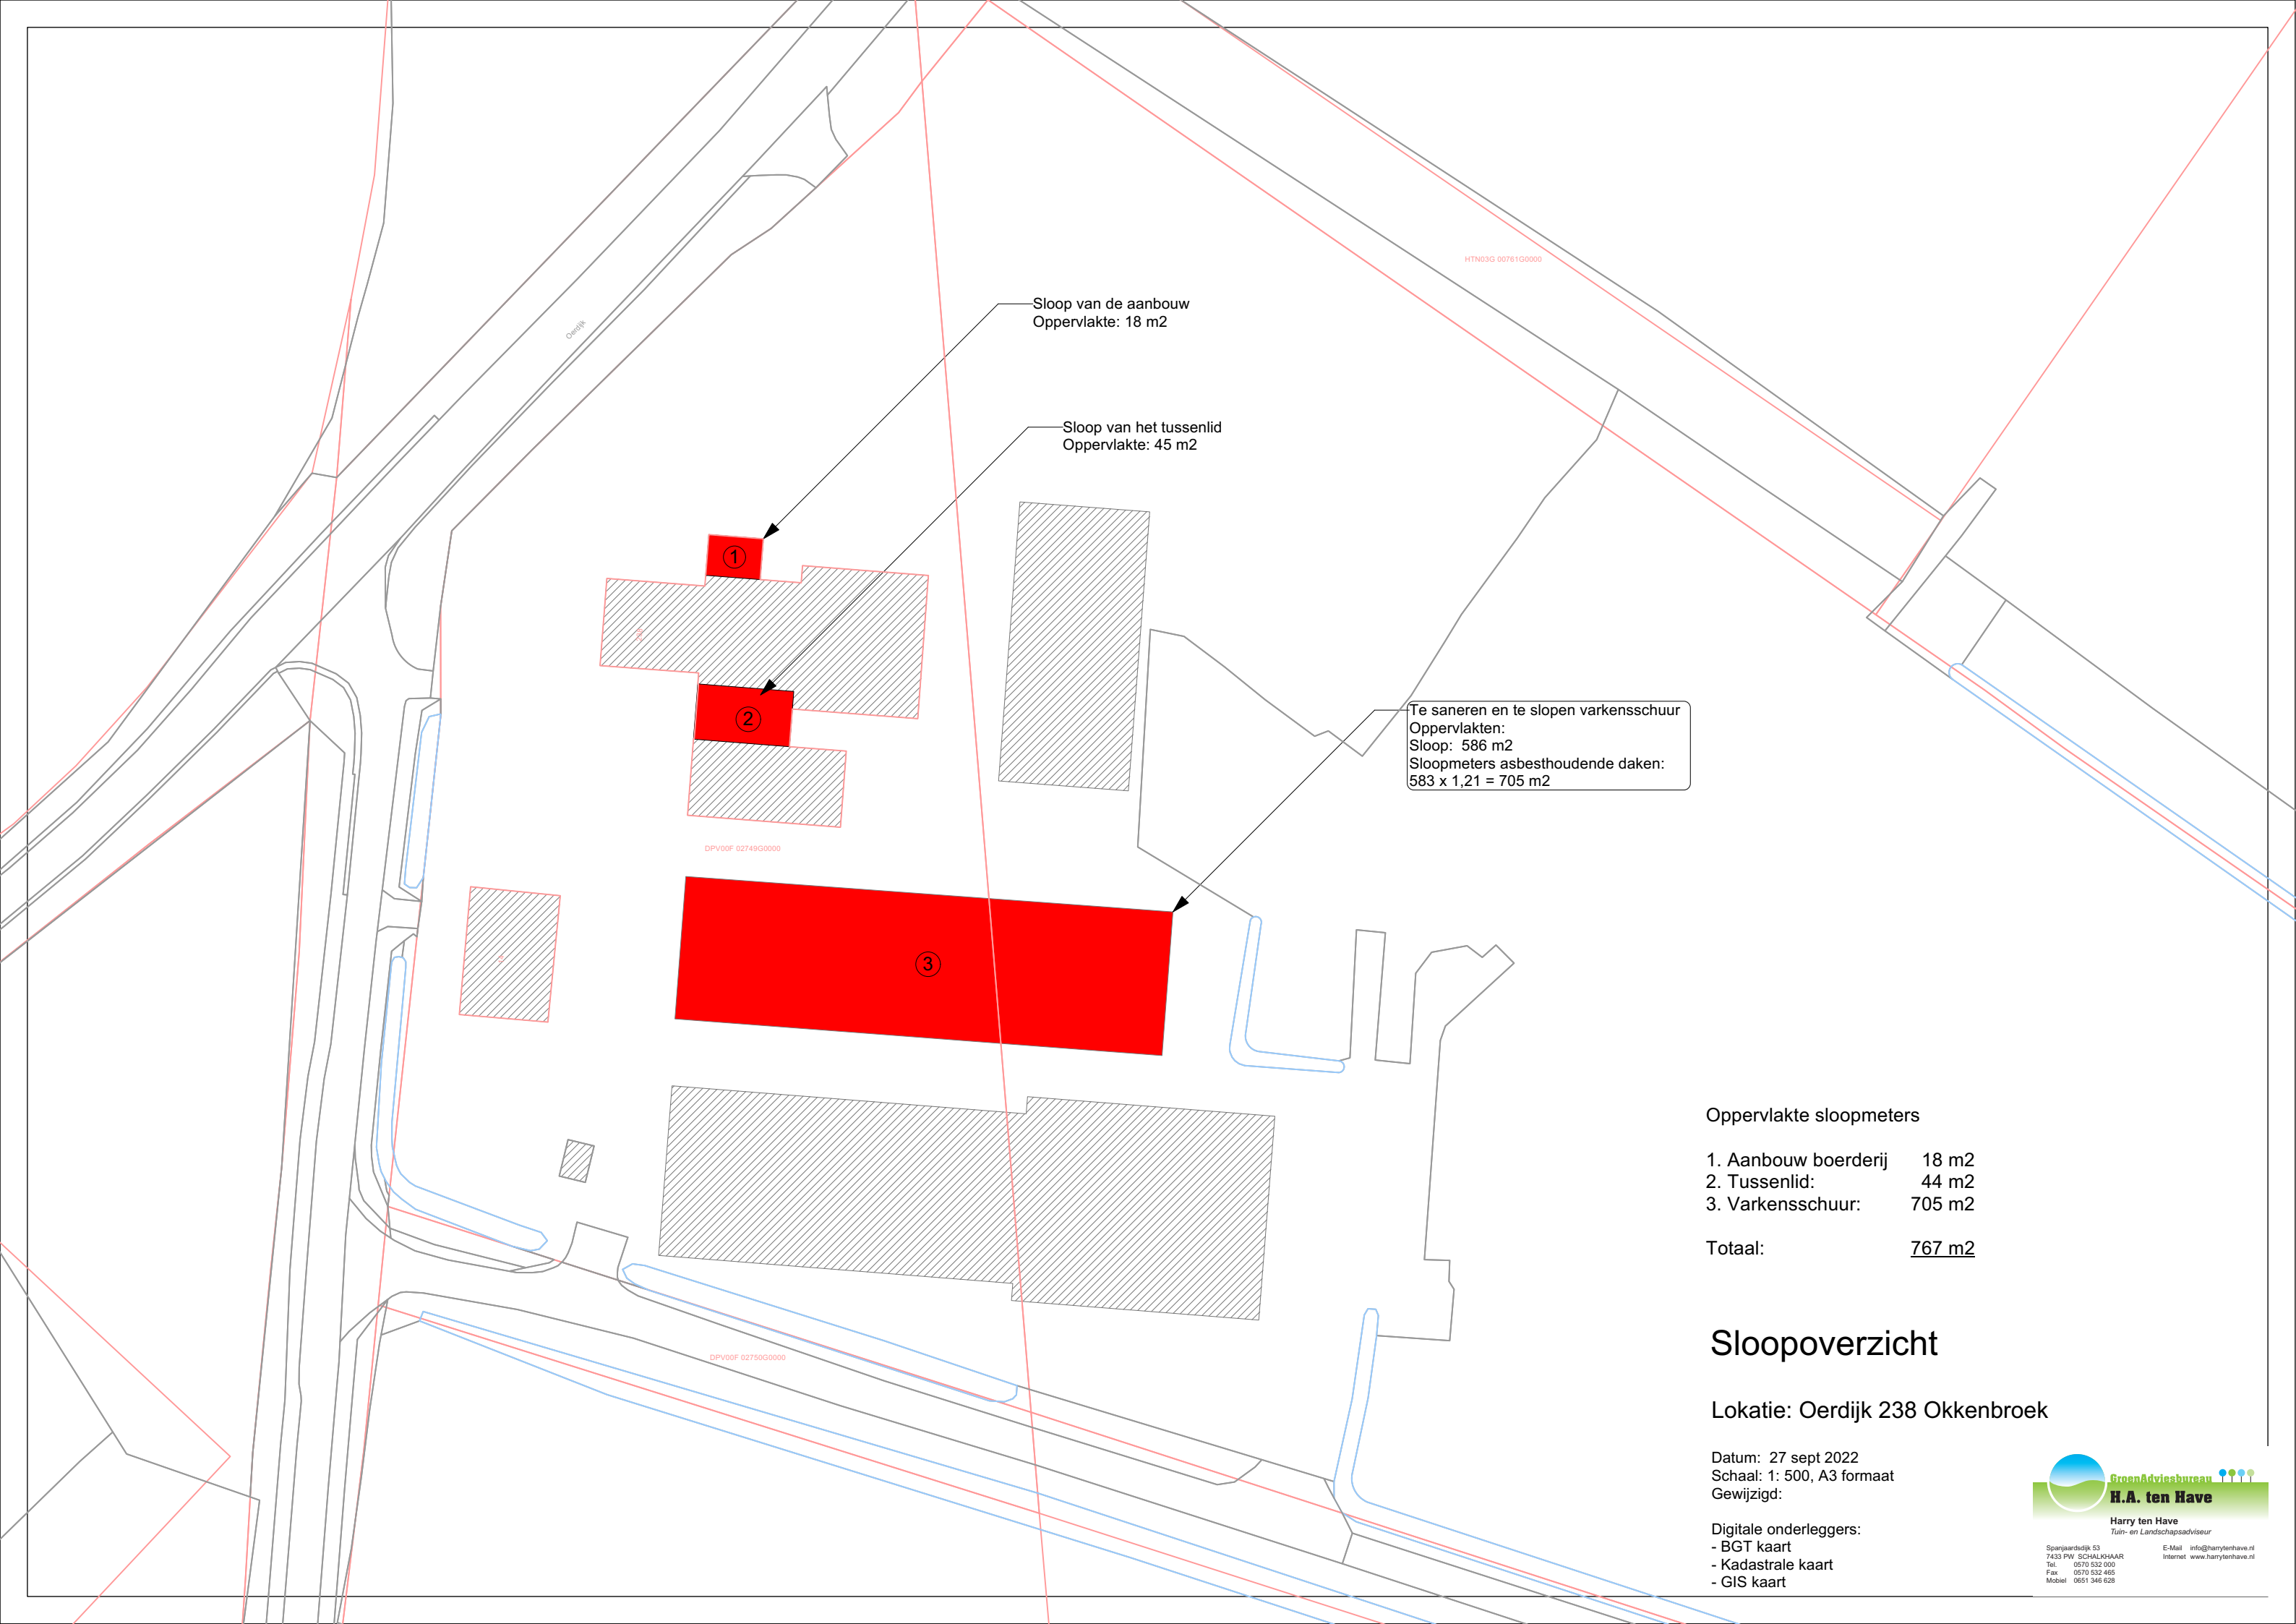 HTN03G 00761G0000
Sloop van de aanbouw
Oppervlakte: 18 m2
Oerdijk
Sloop van het tussenlid
Oppervlakte: 45 m2
1
2
Te saneren en te slopen varkensschuur
Oppervlakten:
Sloop: 586 m2
Sloopmeters asbesthoudende daken:
583 x 1,21 = 705 m2
DPV00F 02749G0000
3
Oppervlakte sloopmeters
1. Aanbouw boerderij 18 m2
2. Tussenlid: 44 m2
3. Varkensschuur: 705 m2
Totaal: 767 m2
DPV00F 02750G0000
Sloopoverzicht
Lokatie: Oerdijk 238 Okkenbroek
Datum: 27 sept 2022
Schaal: 1: 500, A3 formaat
Gewijzigd:
Digitale onderleggers:
- BGT kaart
- Kadastrale kaart
- GIS kaart
GroenAdviesbureau
H.A. ten Have
Harry ten Have
Tuin- en Landschapsadviseur
Spanjaardsdijk 53 E-Mail info@harrytenhave.nl
7433 PW SCHALKHAAR Internet www.harrytenhave.nl
Tel. 0570 532 000
Fax 0570 532 465
Mobiel 0651 346 628